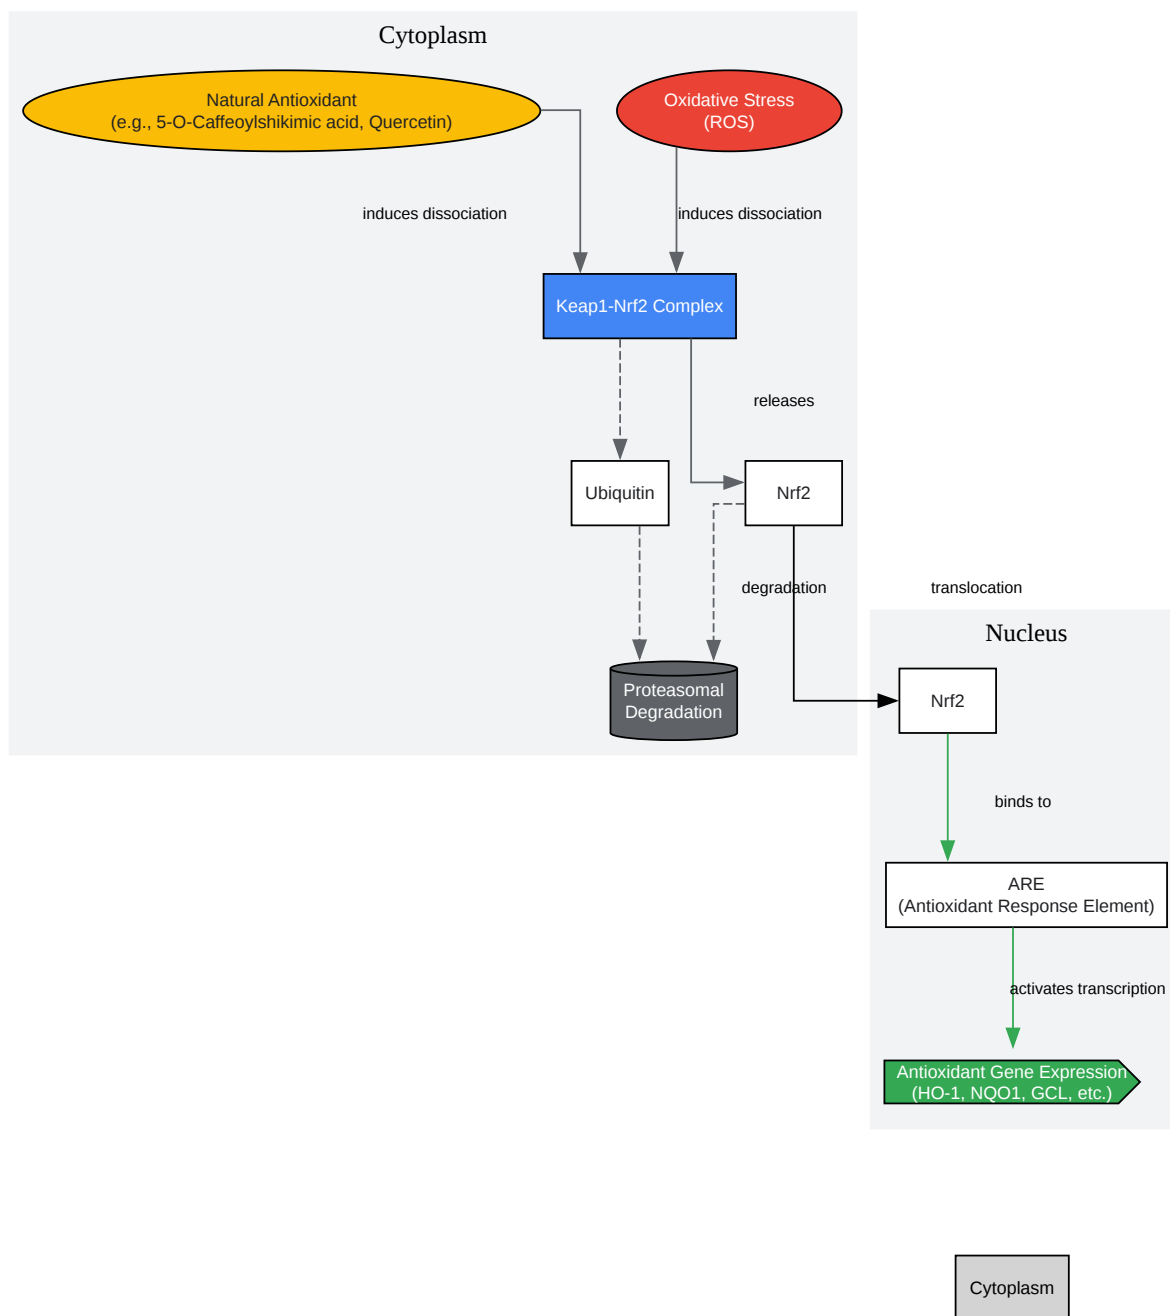 Cytoplasm
Natural Antioxidant
(e.g., 5-O-Caffeoylshikimic acid, Quercetin)
Oxidative Stress
(ROS)
induces dissociation
induces dissociation
Keap1-Nrf2 Complex
releases
Ubiquitin
Nrf2
degradation
translocation
Nucleus
Proteasomal
Degradation
Nrf2
binds to
ARE
(Antioxidant Response Element)
activates transcription
Antioxidant Gene Expression
(HO-1, NQO1, GCL, etc.)
Cytoplasm